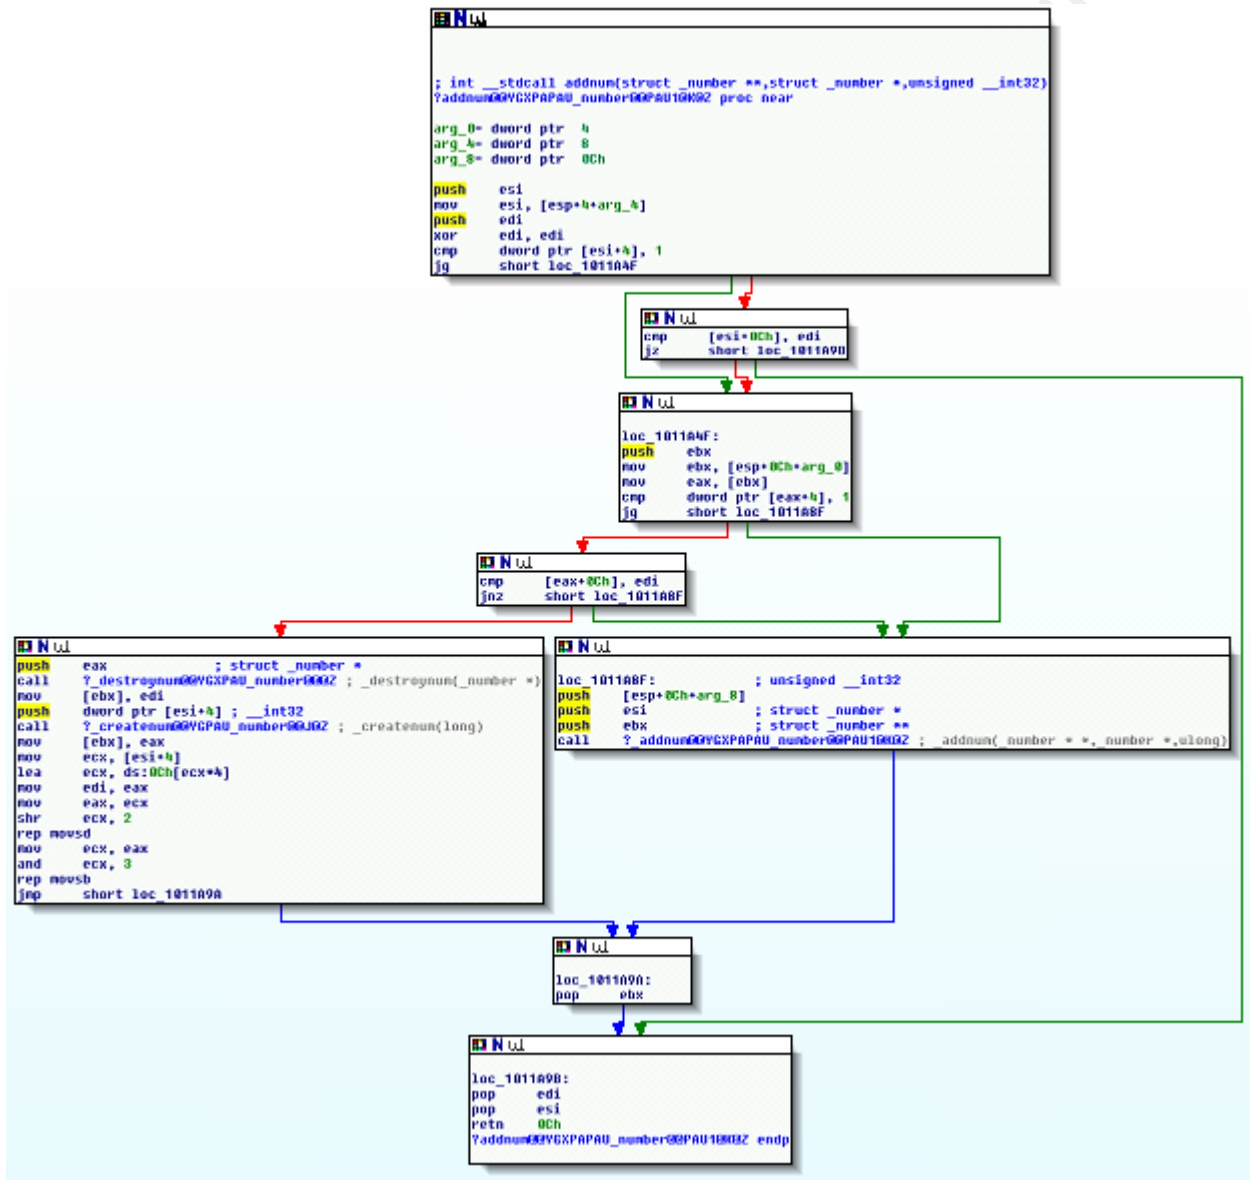 ; int __stdcall addnum(struct _number **,struct _number *,unsigned __int32)
?addnum@@YGXPAPAU_number@@PAU1@K@Z proc near
arg_0= dword ptr  4
arg_4= dword ptr  8
arg_8= dword ptr  0Ch
push    esi
mov     esi, [esp+4+arg_4]
push    edi
xor     edi, edi
cmp     dword ptr [esi+4], 1
jg      short loc_1011A4F
cmp     [esi+0Ch], edi
jz      short loc_1011A9B
loc_1011A4F:
push    ebx
mov     ebx, [esp+0Ch+arg_0]
mov     eax, [ebx]
cmp     dword ptr [eax+4], 1
jg      short loc_1011A8F
cmp     [eax+0Ch], edi
jnz     short loc_1011A8F
push    eax             ; struct _number *
call    ?_destroynum@@YGXPAU_number@@@Z ; _destroynum(_number *)
mov     [ebx], edi
push    dword ptr [esi+4] ; __int32
call    ?_createnum@@YGPAU_number@@J@Z ; _createnum(long)
mov     [ebx], eax
mov     ecx, [esi+4]
lea     ecx, ds:0Ch[ecx*4]
mov     edi, eax
mov     eax, ecx
shr     ecx, 2
rep movsd
mov     ecx, eax
and     ecx, 3
rep movsb
jmp     short loc_1011A9A
loc_1011A8F:            ; unsigned __int32
push    [esp+0Ch+arg_8]
push    esi             ; struct _number *
push    ebx             ; struct _number **
call    ?_addnum@@YGXPAPAU_number@@PAU1@K@Z ; _addnum(_number * *,_number *,ulong)
loc_1011A9A:
pop     ebx
loc_1011A9B:
pop     edi
pop     esi
retn    0Ch
?addnum@@YGXPAPAU_number@@PAU1@K@Z endp